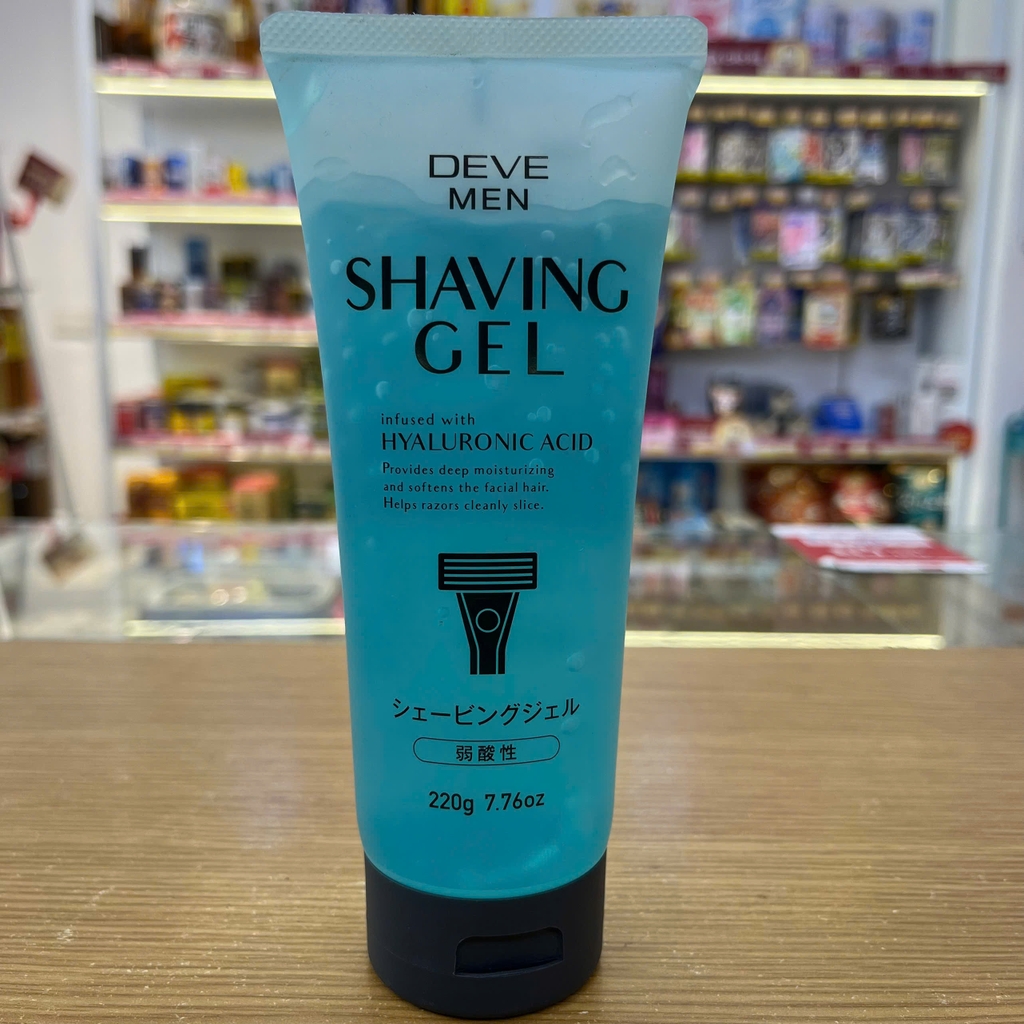 DEVE
MEN
SHAVING
GEL
infused with
HYALURONIC ACID
Provides deep moisturizing
and softens the facial hair.
Helps razors cleanly slice.
シェービングジェル
弱酸性
220g 7.76oz